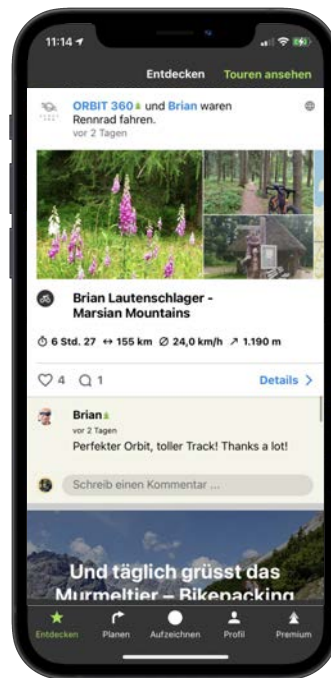 11:14
Entdecken Touren ansehen
ORBIT 360 und Brian waren
Rennrad fahren.
vor 2 Tagen
Brian Lautenschlager -
Marsian Mountains
6 Std. 27 ↔ 155 km Ø 24,0 km/h ↗ 1.190 m
4 1 Details >
Brian
vor 2 Tagen
Perfekter Orbit, toller Track! Thanks a lot!
Schreib einen Kommentar ...
Und täglich grüsst das
Murmeltier – Bikepacking
Entdecken Planen Aufzeichnen Profil Premium